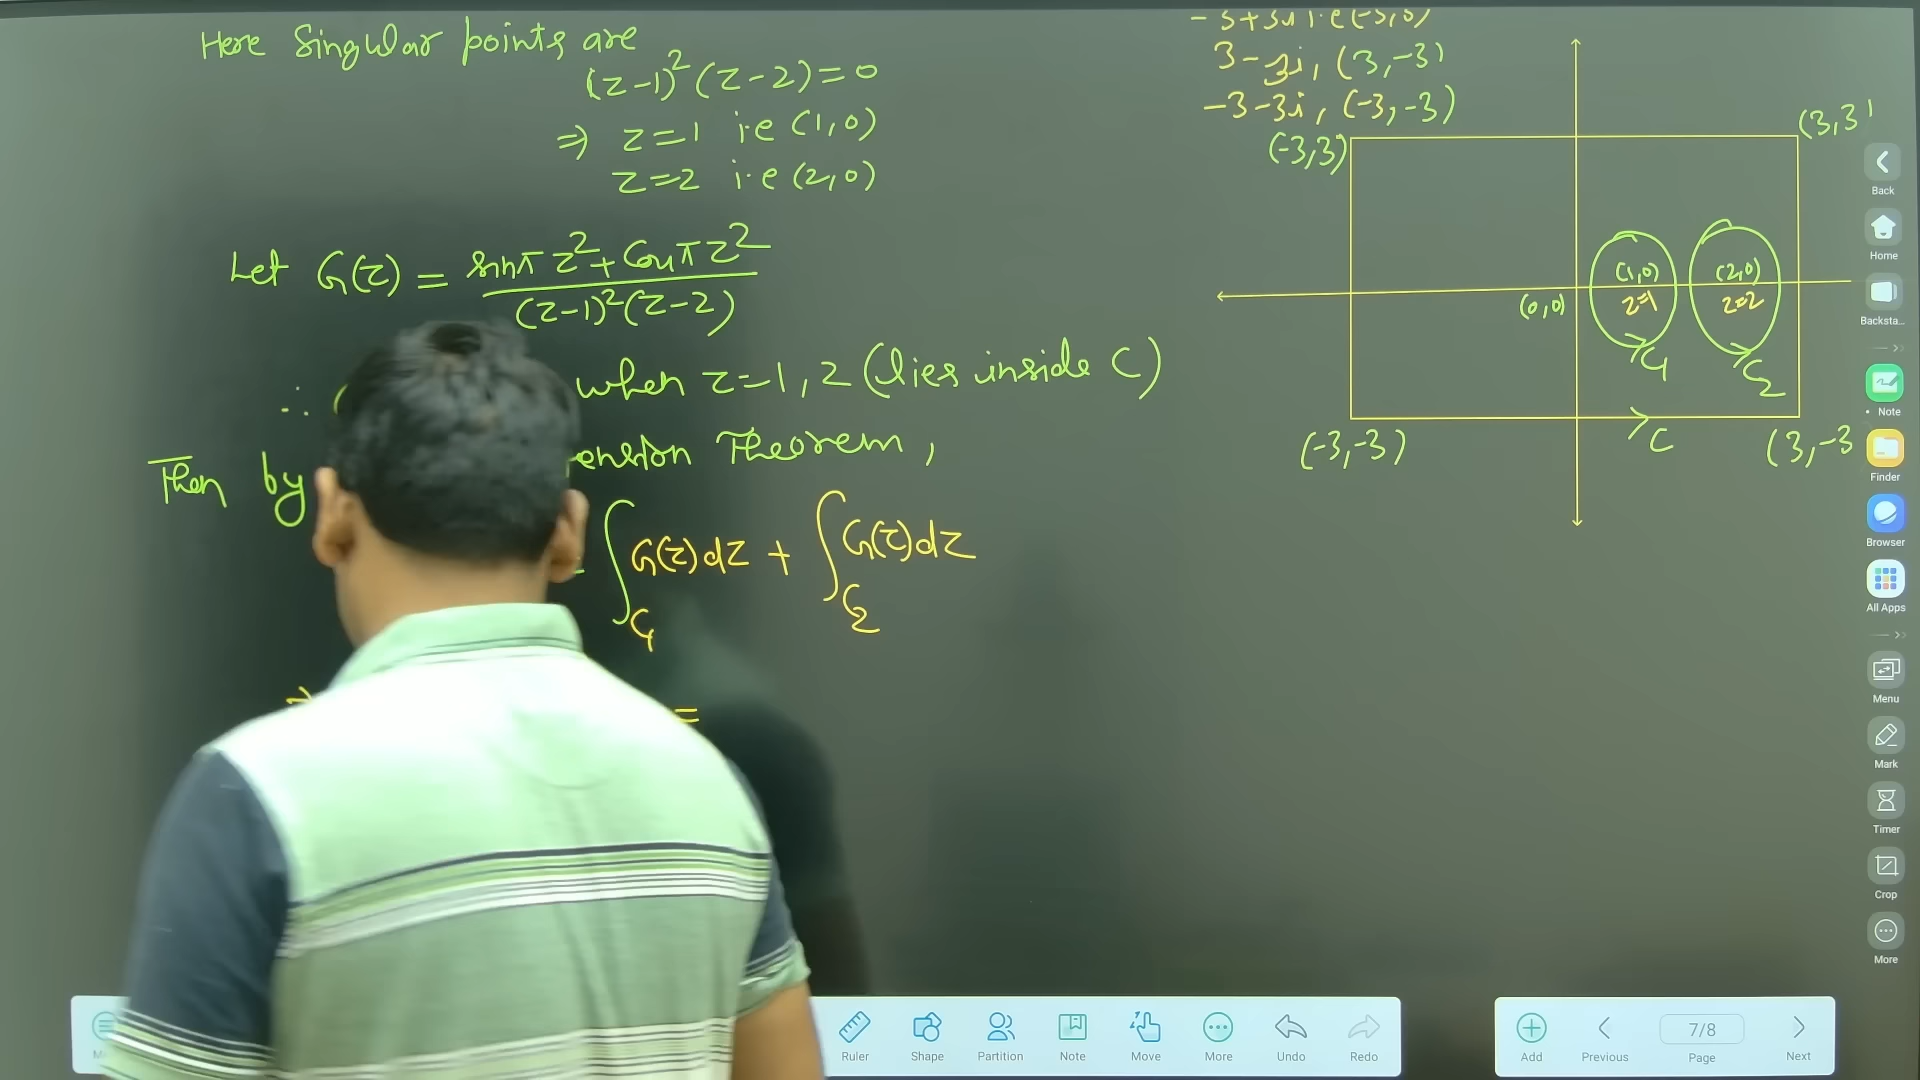 Here Singular points are
(z-1)²(z-2)=0
⇒ z=1 i.e (1,0)
z=2 i.e (2,0)
Let G(z) = sinπz²+Cosπz² / (z-1)²(z-2)
∴ when z=1,2 (lies inside C)
Then by Theorem,
∫ G(z)dz + ∫ G(z)dz
C₁ C₂
=
3-3i, (3,-3)
-3-3i, (-3,-3)
(-3,3)
(3,3
(0,0)
(1,0)
z=1
(2,0)
z=2
C₁
C₂
C
(-3,-3)
(3,-3
Back
Home
Backsta...
Note
Finder
Browser
All Apps
Menu
Mark
Timer
Crop
More
Ruler
Shape
Partition
Note
Move
More
Undo
Redo
Add
Previous
7/8
Page
Next